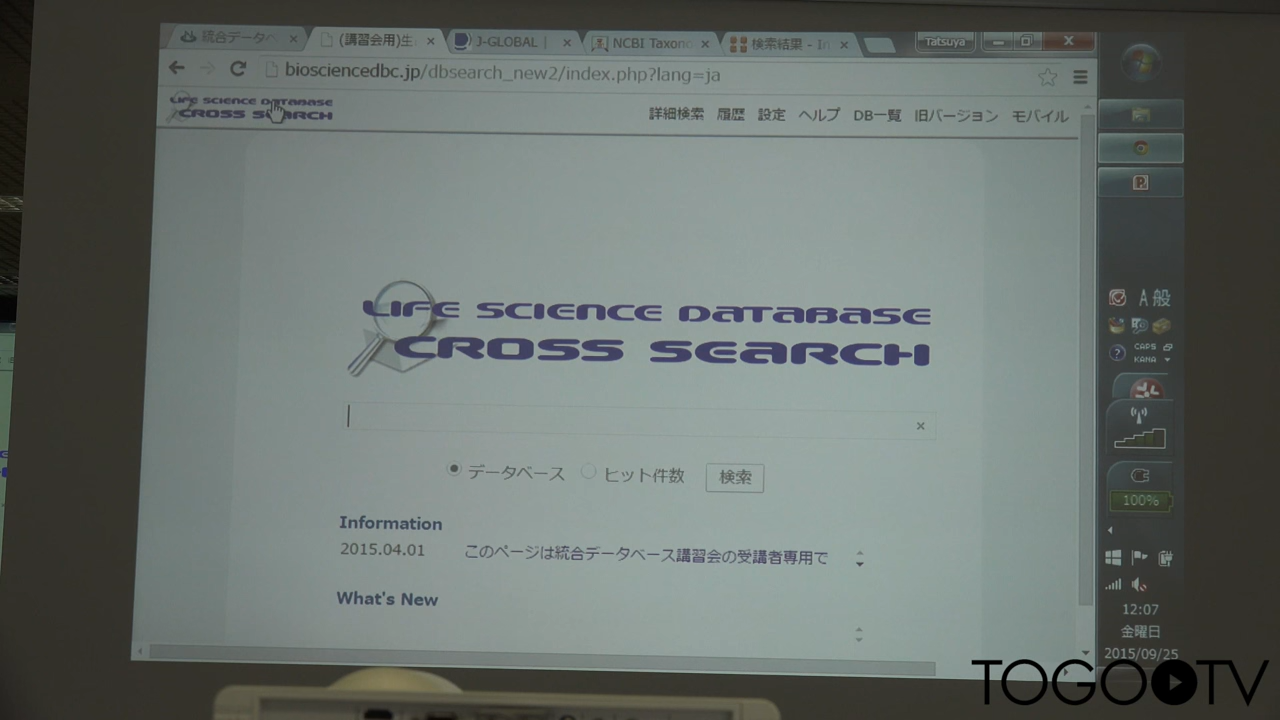 統合データベ
(講習会用)生
J-GLOBAL |
NCBI Taxono
検索結果 - In
Tatsuya
biosciencedbc.jp/dbsearch_new2/index.php?lang=ja
LIFE SCIENCE DATABASE
CROSS SEARCH
詳細検索 履歴 設定 ヘルプ DB一覧 旧バージョン モバイル
LIFE SCIENCE DATABASE
CROSS SEARCH
データベース ヒット件数 検索
Information
2015.04.01 このページは統合データベース講習会の受講者専用で
What's New
A 般
CAPS
KANA
100%
12:07
金曜日
2015/09/25
TOGO TV